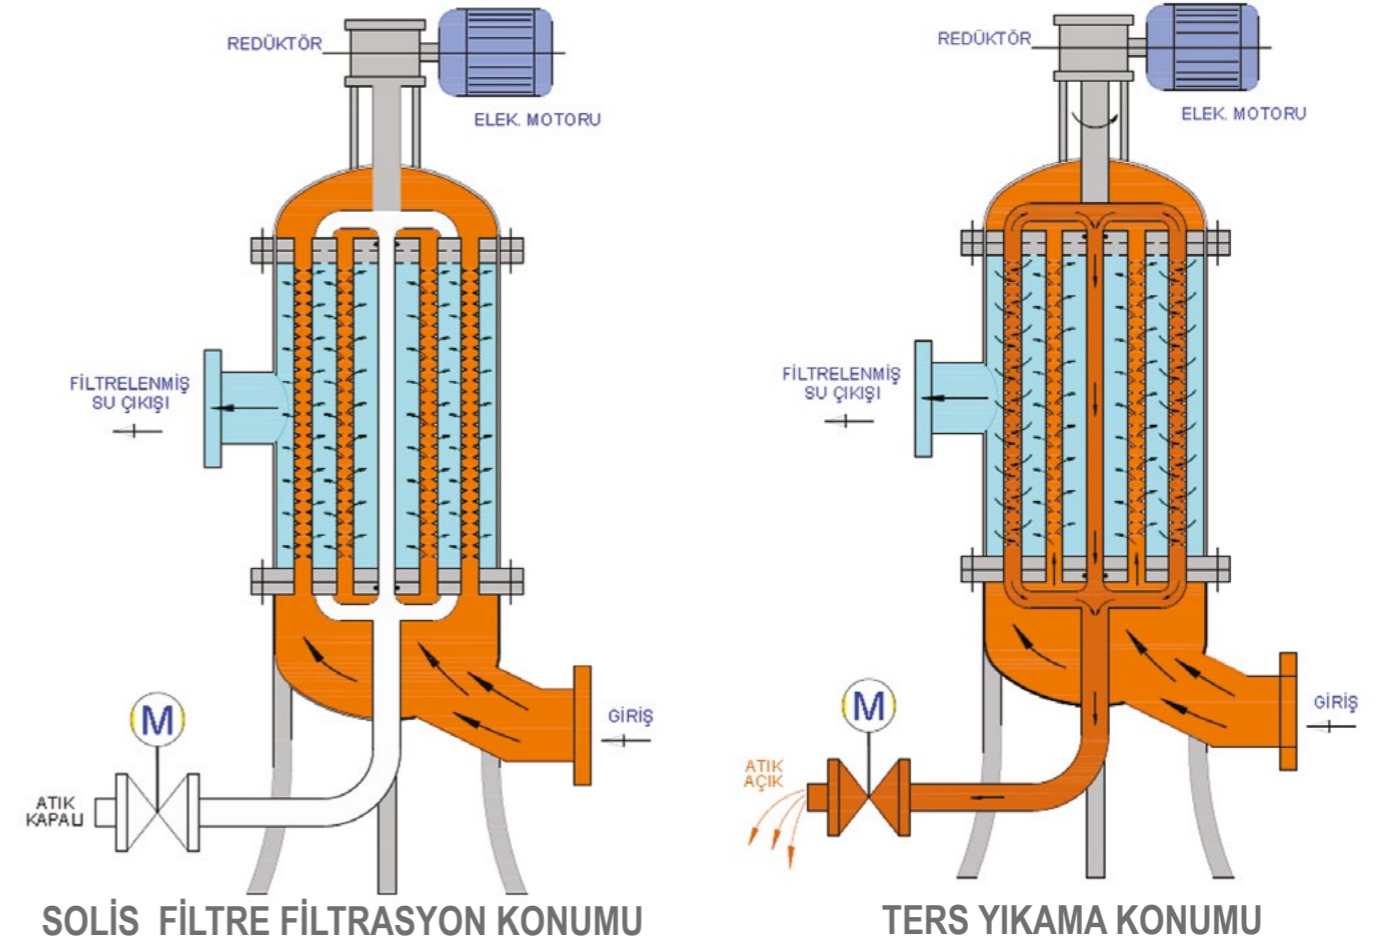 REDÜKTÖR
ELEK. MOTORU
FİLTRELENMİŞ
SU ÇIKIŞI
GİRİŞ
M
ATIK
KAPALI
SOLİS FİLTRE FİLTRASYON KONUMU
REDÜKTÖR
ELEK. MOTORU
FİLTRELENMİŞ
SU ÇIKIŞI
GİRİŞ
M
ATIK
AÇIK
TERS YIKAMA KONUMU